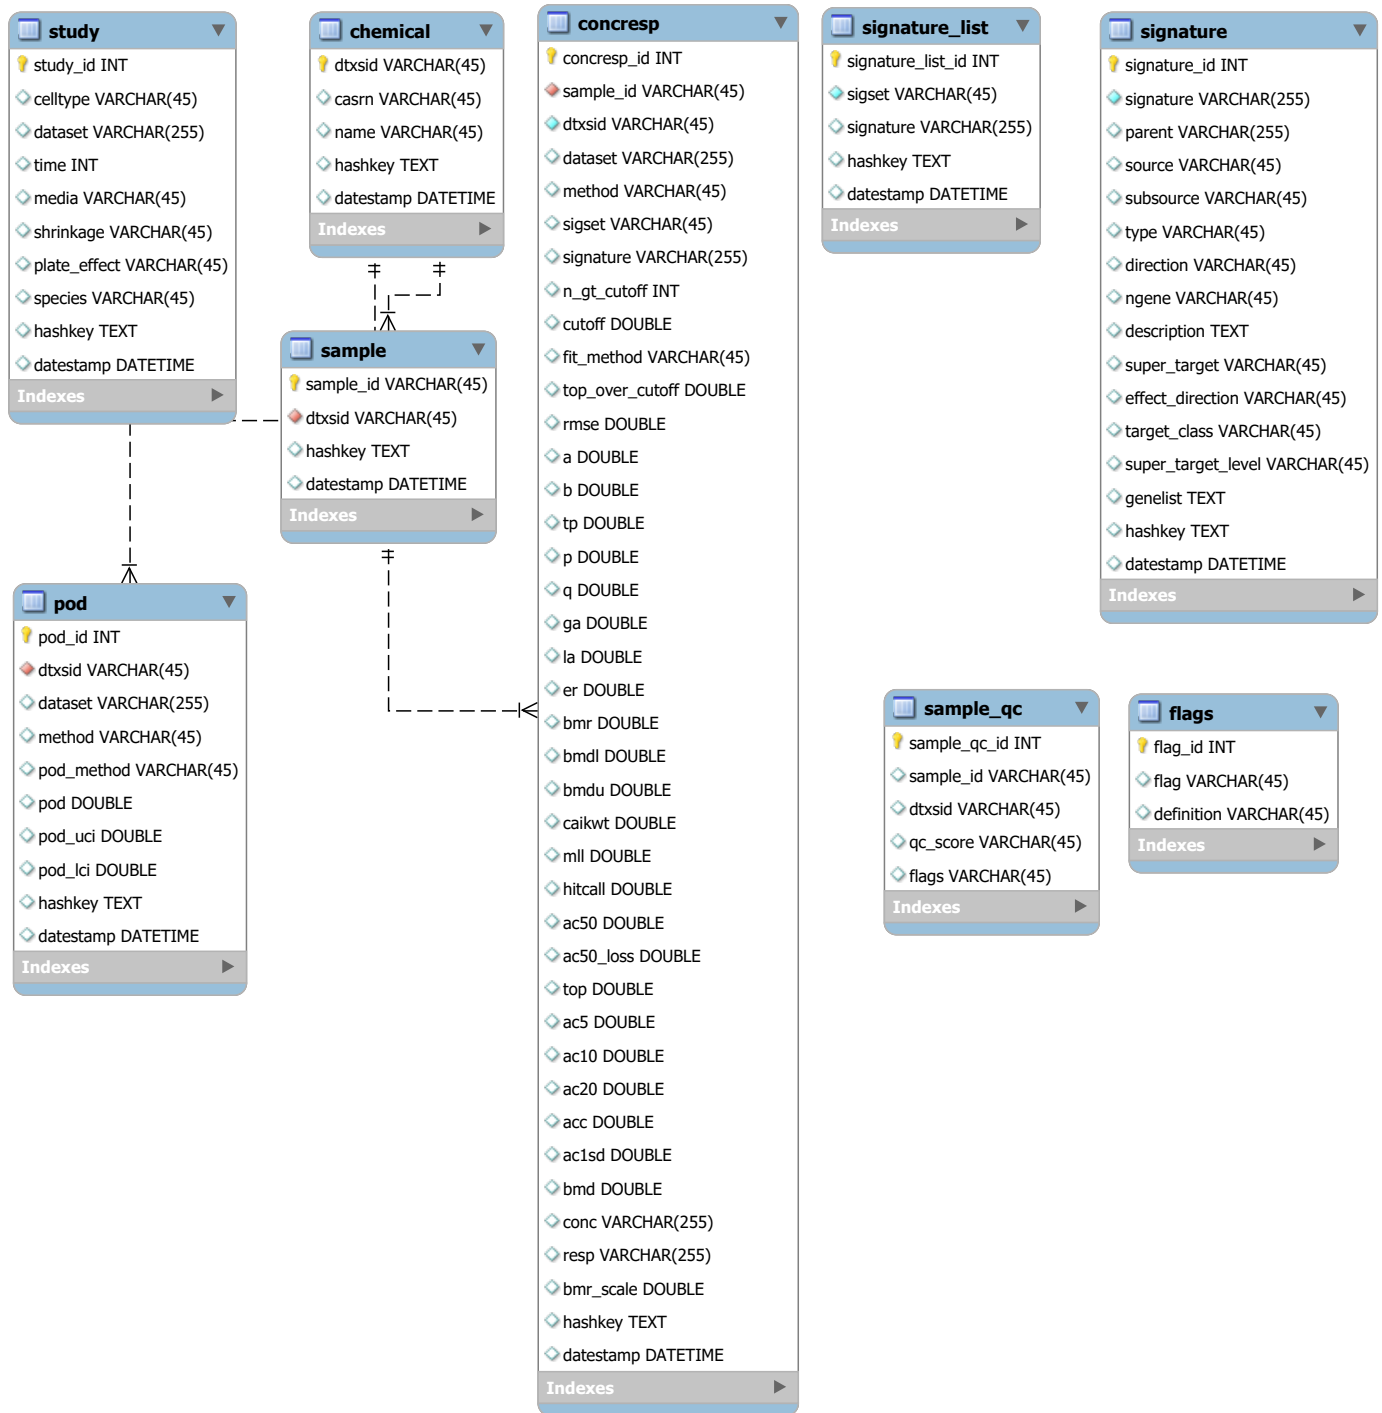 study
study_id INT
celltype VARCHAR(45)
dataset VARCHAR(255)
time INT
media VARCHAR(45)
shrinkage VARCHAR(45)
plate_effect VARCHAR(45)
species VARCHAR(45)
hashkey TEXT
datestamp DATETIME
Indexes
chemical
dtxsid VARCHAR(45)
casrn VARCHAR(45)
name VARCHAR(45)
hashkey TEXT
datestamp DATETIME
Indexes
sample
sample_id VARCHAR(45)
dtxsid VARCHAR(45)
hashkey TEXT
datestamp DATETIME
Indexes
pod
pod_id INT
dtxsid VARCHAR(45)
dataset VARCHAR(255)
method VARCHAR(45)
pod_method VARCHAR(45)
pod DOUBLE
pod_uci DOUBLE
pod_lci DOUBLE
hashkey TEXT
datestamp DATETIME
Indexes
concresp
concresp_id INT
sample_id VARCHAR(45)
dtxsid VARCHAR(45)
dataset VARCHAR(255)
method VARCHAR(45)
sigset VARCHAR(45)
signature VARCHAR(255)
n_gt_cutoff INT
cutoff DOUBLE
fit_method VARCHAR(45)
top_over_cutoff DOUBLE
rmse DOUBLE
a DOUBLE
b DOUBLE
tp DOUBLE
p DOUBLE
q DOUBLE
ga DOUBLE
la DOUBLE
er DOUBLE
bmr DOUBLE
bmdl DOUBLE
bmdu DOUBLE
caikwt DOUBLE
mll DOUBLE
hitcall DOUBLE
ac50 DOUBLE
ac50_loss DOUBLE
top DOUBLE
ac5 DOUBLE
ac10 DOUBLE
ac20 DOUBLE
acc DOUBLE
ac1sd DOUBLE
bmd DOUBLE
conc VARCHAR(255)
resp VARCHAR(255)
bmr_scale DOUBLE
hashkey TEXT
datestamp DATETIME
Indexes
signature_list
signature_list_id INT
sigset VARCHAR(45)
signature VARCHAR(255)
hashkey TEXT
datestamp DATETIME
Indexes
signature
signature_id INT
signature VARCHAR(255)
parent VARCHAR(255)
source VARCHAR(45)
subsource VARCHAR(45)
type VARCHAR(45)
direction VARCHAR(45)
ngene VARCHAR(45)
description TEXT
super_target VARCHAR(45)
effect_direction VARCHAR(45)
target_class VARCHAR(45)
super_target_level VARCHAR(45)
genelist TEXT
hashkey TEXT
datestamp DATETIME
Indexes
sample_qc
sample_qc_id INT
sample_id VARCHAR(45)
dtxsid VARCHAR(45)
qc_score VARCHAR(45)
flags VARCHAR(45)
Indexes
flags
flag_id INT
flag VARCHAR(45)
definition VARCHAR(45)
Indexes